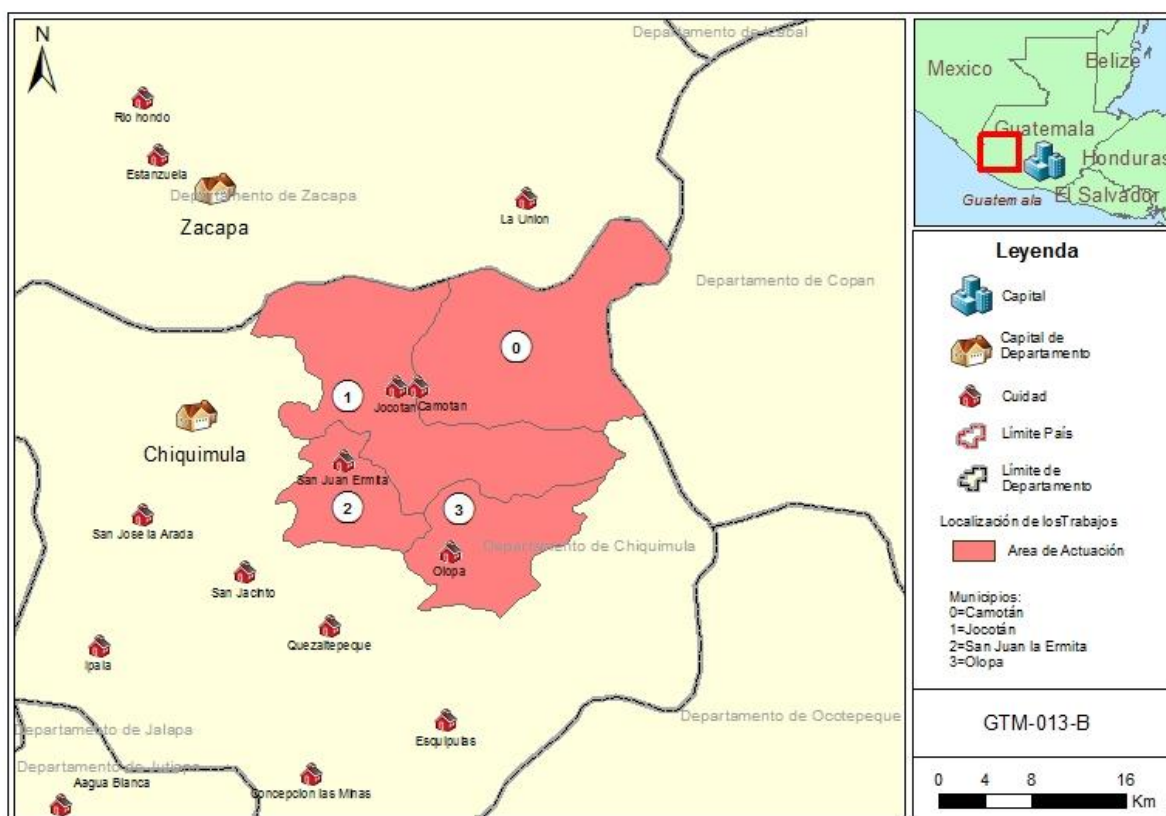 N
Departamento de Izabal
Rio hondo
Estanzuela
Departamento de Zacapa
Zacapa
La Union
Departamento de Copan
0
1
Jocotan
Camotan
Chiquimula
San Juan Ermita
2
3
San Jose la Arada
Departamento de Chiquimula
Olopa
San Jacinto
Quezaltepeque
Ipala
Departamento de Jalapa
Esquipulas
Departamento de Ocotepeque
Departamento de Jutiapa
Aagua Blanca
Concepcion las Minas
Mexico
Belize
Guatemala
Honduras
Guatemala
El Salvador
Leyenda
Capital
Capital de
Departamento
Cuidad
Límite País
Límite de
Departamento
Localización de losTrabajos
Area de Actuación
Municipios:
0=Camotán
1=Jocotán
2=San Juan la Ermita
3=Olopa
GTM-013-B
0 4 8 16
Km